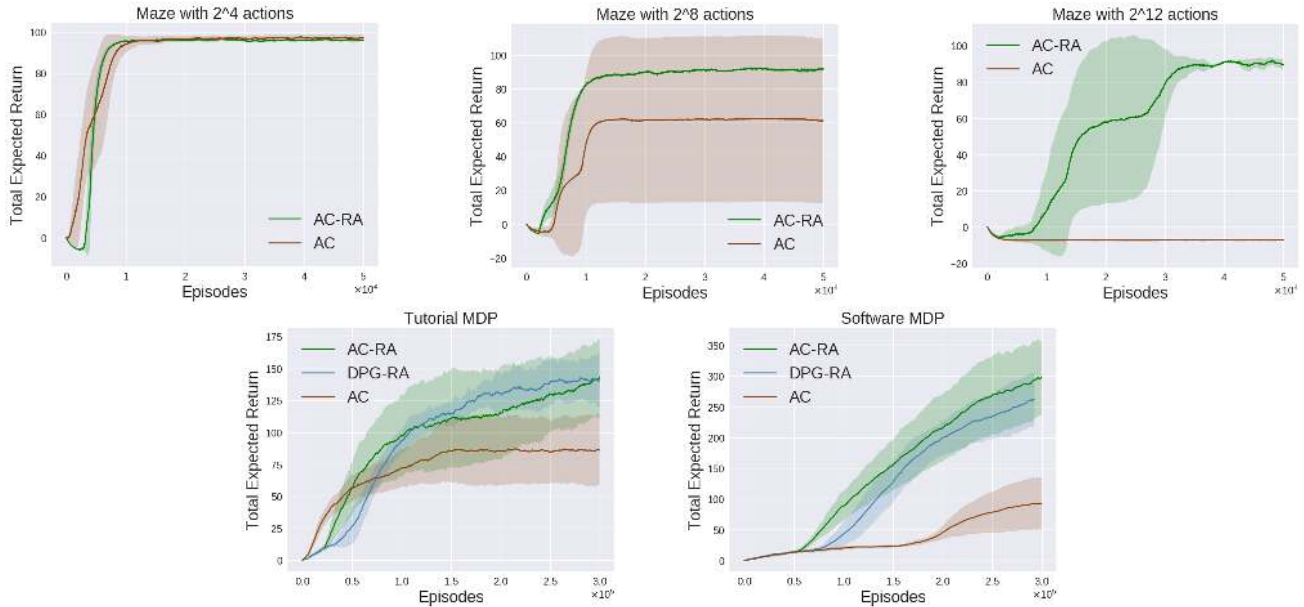 Maze with 2^4 actions
Total Expected Return
100
80
60
40
20
0
AC-RA
AC
0 1 2 3 4 5
Episodes
×10⁴
Maze with 2^8 actions
Total Expected Return
100
80
60
40
20
0
−20
AC-RA
AC
0 1 2 3 4 5
Episodes
Maze with 2^12 actions
Total Expected Return
100
80
60
40
20
0
−20
AC-RA
AC
0 1 2 3 4 5
Episodes
Tutorial MDP
Total Expected Return
175
150
125
100
75
50
25
0
AC-RA
DPG-RA
AC
0.0 0.5 1.0 1.5 2.0 2.5 3.0
Episodes
Software MDP
Total Expected Return
350
300
250
200
150
100
50
0
AC-RA
DPG-RA
AC
0.0 0.5 1.0 1.5 2.0 2.5 3.0
Episodes